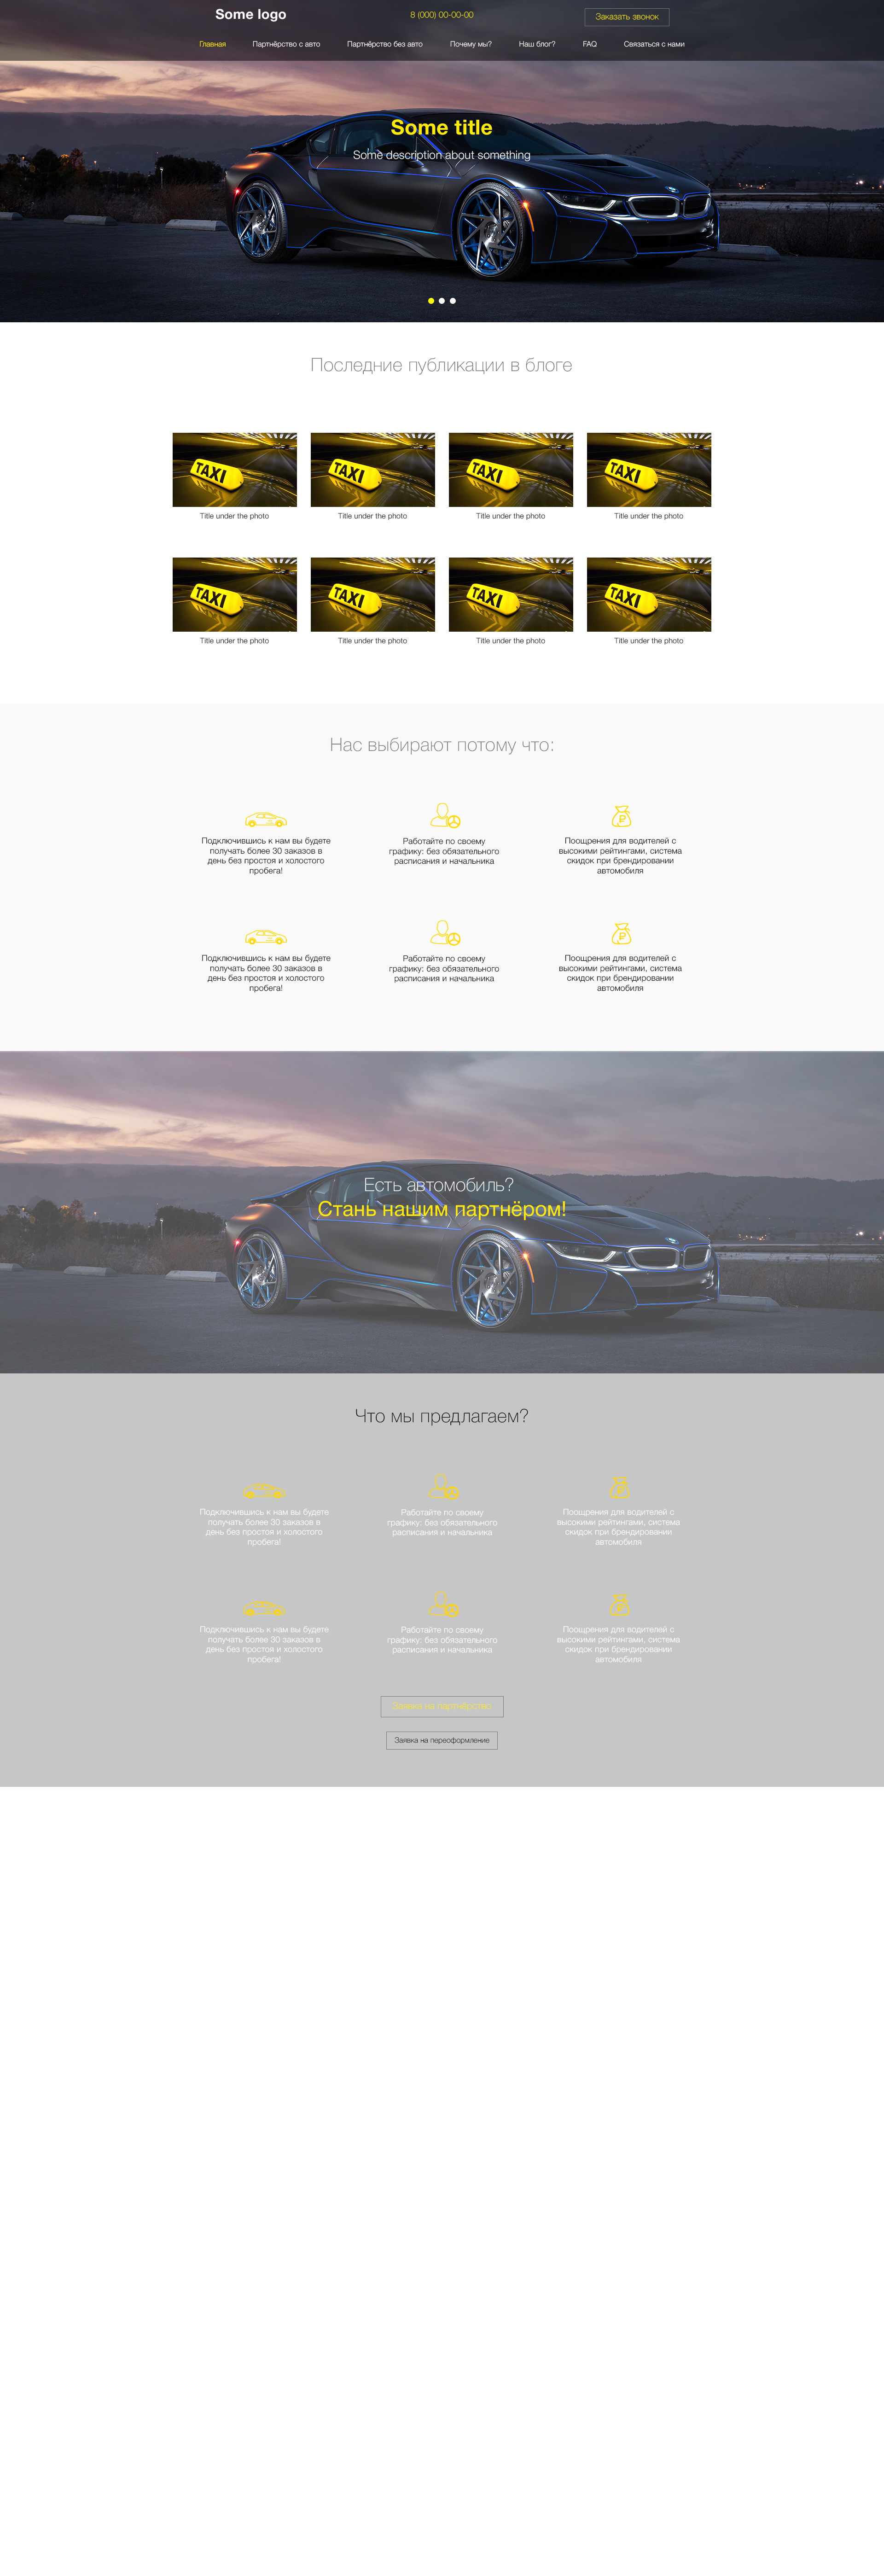 Some logo
8 (000) 00-00-00
Заказать звонок
Главная Партнёрство с авто Партнёрство без авто Почему мы? Наш блог? FAQ Связаться с нами
Some title
Some description about something
Последние публикации в блоге
TAXI TAXI TAXI TAXI
Title under the photo Title under the photo Title under the photo Title under the photo
TAXI TAXI TAXI TAXI
Title under the photo Title under the photo Title under the photo Title under the photo
Нас выбирают потому что:
Подключившись к нам вы будете
получать более 30 заказов в
день без простоя и холостого
пробега!
Работайте по своему
графику: без обязательного
расписания и начальника
Поощрения для водителей с
высокими рейтингами, система
скидок при брендировании
автомобиля
Подключившись к нам вы будете
получать более 30 заказов в
день без простоя и холостого
пробега!
Работайте по своему
графику: без обязательного
расписания и начальника
Поощрения для водителей с
высокими рейтингами, система
скидок при брендировании
автомобиля
Есть автомобиль?
Стань нашим партнёром!
Что мы предлагаем?
Подключившись к нам вы будете
получать более 30 заказов в
день без простоя и холостого
пробега!
Работайте по своему
графику: без обязательного
расписания и начальника
Поощрения для водителей с
высокими рейтингами, система
скидок при брендировании
автомобиля
Подключившись к нам вы будете
получать более 30 заказов в
день без простоя и холостого
пробега!
Работайте по своему
графику: без обязательного
расписания и начальника
Поощрения для водителей с
высокими рейтингами, система
скидок при брендировании
автомобиля
Заявка на партнёрство
Заявка на переоформление